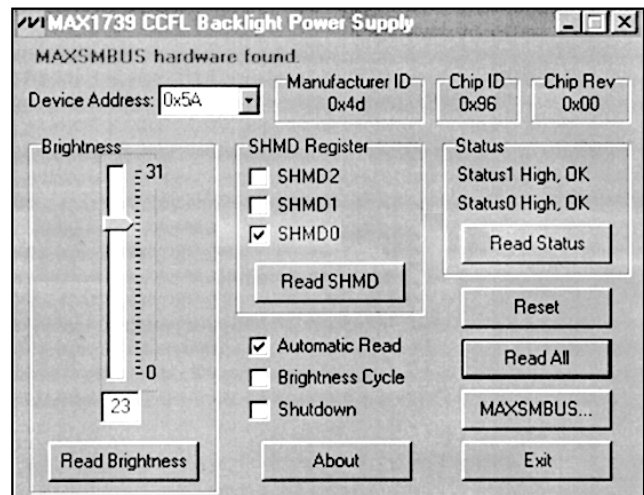 MAX1739 CCFL Backlight Power Supply
MAXSMBUS hardware found.
Device Address: 0x5A
Manufacturer ID
0x4d
Chip ID
0x96
Chip Rev
0x00
Brightness
31
0
23
Read Brightness
SHMD Register
SHMD2
SHMD1
SHMD0
Read SHMD
Automatic Read
Brightness Cycle
Shutdown
About
Status
Status1 High, OK
Status0 High, OK
Read Status
Reset
Read All
MAXSMBUS...
Exit